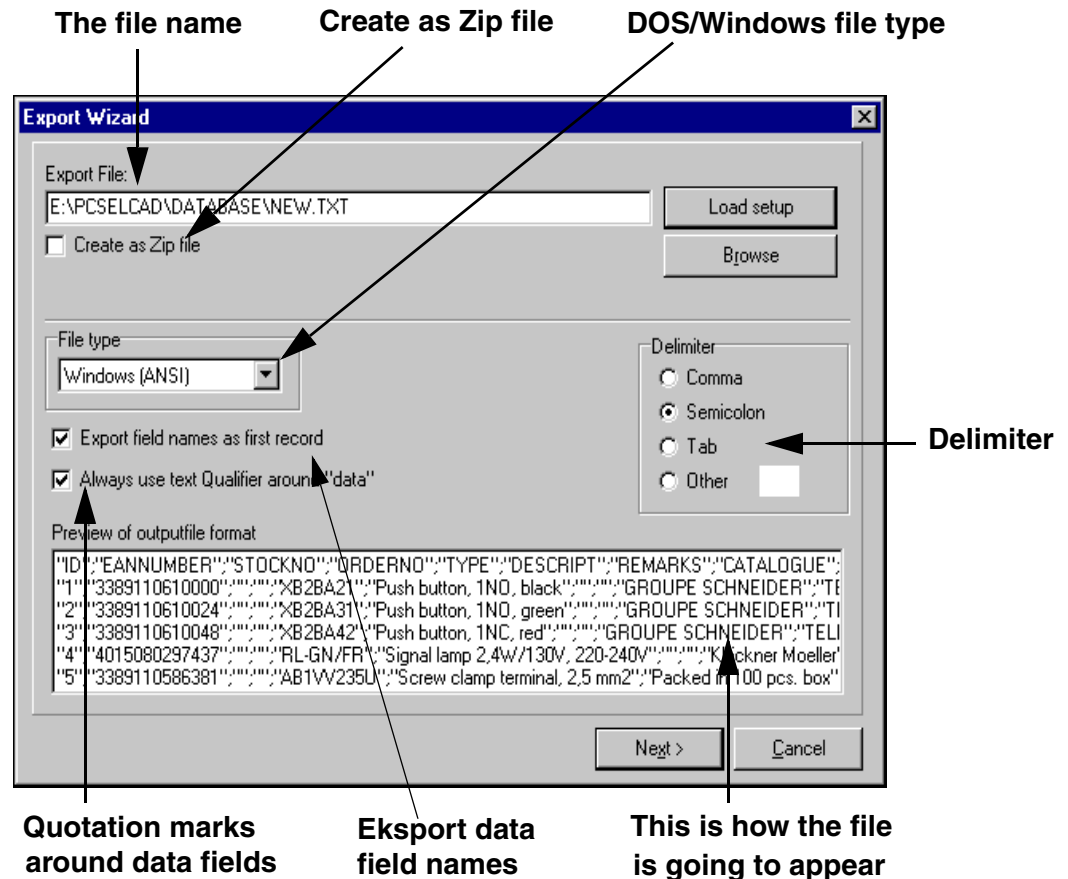 The file name
Create as Zip file
DOS/Windows file type
Export Wizard
Export File:
E:\PCSELCAD\DATABASE\NEW.TXT
Load setup
Create as Zip file
Browse
File type
Windows (ANSI)
Delimiter
Comma
Semicolon
Tab
Other
Delimiter
Export field names as first record
Always use text Qualifier around "data"
Preview of outputfile format
"ID";"EANNUMBER";"STOCKNO";"ORDERNO";"TYPE";"DESCRIPT";"REMARKS";"CATALOGUE";
"1";"3389110610000";"";"";"XB2BA21";"Push button, 1NO, black";"";"";"GROUPE SCHNEIDER";"TE
"2";"3389110610024";"";"";"XB2BA31";"Push button, 1NO, green";"";"";"GROUPE SCHNEIDER";"TI
"3";"3389110610048";"";"";"XB2BA42";"Push button, 1NC, red";"";"";"GROUPE SCHNEIDER";"TELI
"4";"4015080297437";"";"";"RL-GN/FR";"Signal lamp 2,4W/130V, 220-240V";"";"";"Klöckner Moeller"
"5";"3389110586381";"";"";"AB1VV235U";"Screw clamp terminal, 2,5 mm2";"Packed in 100 pcs. box"
Next >
Cancel
Quotation marks
around data fields
Eksport data
field names
This is how the file
is going to appear